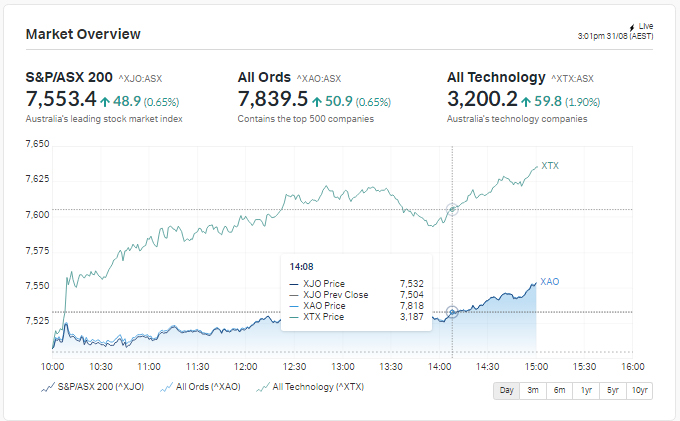 Market Overview
Live
3:01pm 31/08 (AEST)
S&P/ASX 200 ^XJO:ASX
7,553.4 48.9 (0.65%)
Australia's leading stock market index
All Ords ^XAO:ASX
7,839.5 50.9 (0.65%)
Contains the top 500 companies
All Technology ^XTX:ASX
3,200.2 59.8 (1.90%)
Australia's technology companies
7,650
7,625
7,600
7,575
7,550
7,525
XTX
XAO
14:08
XJO Price 7,532
XJO Prev Close 7,504
XAO Price 7,818
XTX Price 3,187
10:00 10:30 11:00 11:30 12:00 12:30 13:00 13:30 14:00 14:30 15:00 15:30 16:00
S&P/ASX 200 (^XJO) All Ords (^XAO) All Technology (^XTX)
Day 3m 6m 1yr 5yr 10yr